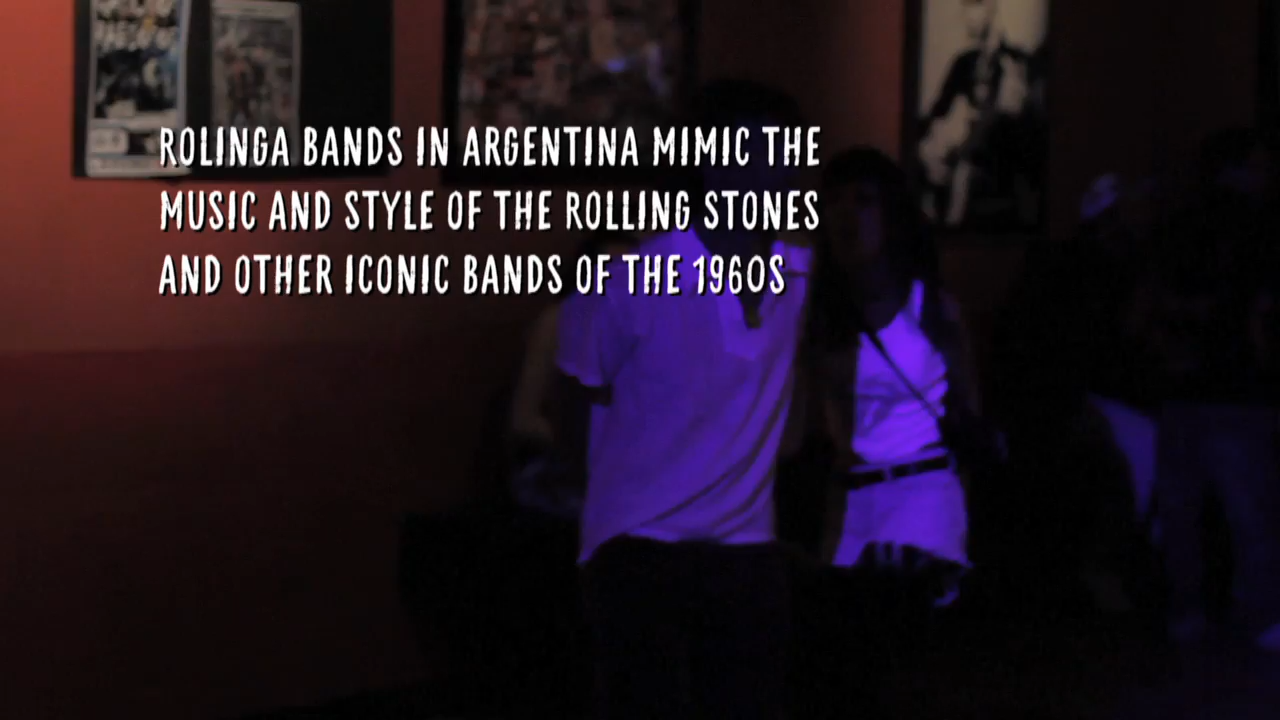 ROLINGA BANDS IN ARGENTINA MIMIC THE
MUSIC AND STYLE OF THE ROLLING STONES
AND OTHER ICONIC BANDS OF THE 1960S